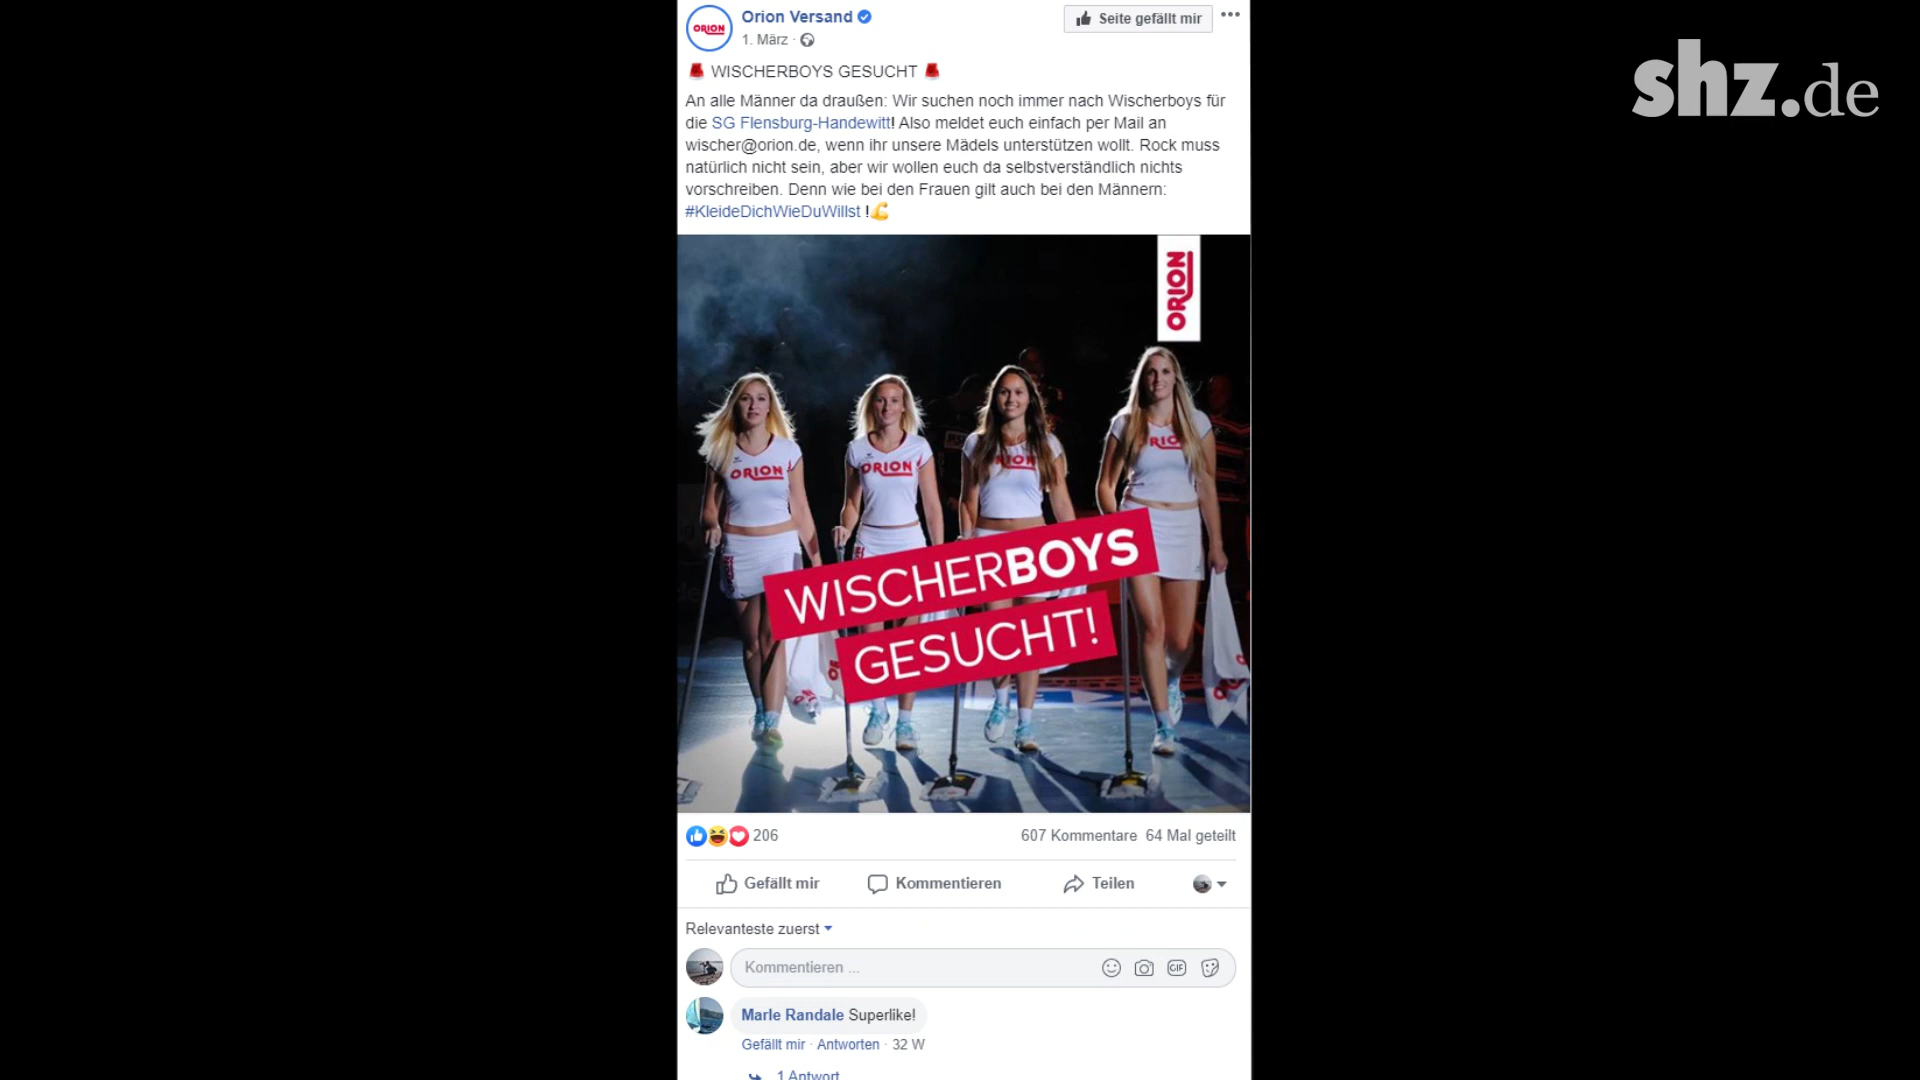 Orion Versand
Seite gefällt mir
ORION
1. März
shz.de
WISCHERBOYS GESUCHT
An alle Männer da draußen: Wir suchen noch immer nach Wischerboys für
die SG Flensburg-Handewitt! Also meldet euch einfach per Mail an
wischer@orion.de, wenn ihr unsere Mädels unterstützen wollt. Rock muss
natürlich nicht sein, aber wir wollen euch da selbstverständlich nichts
vorschreiben. Denn wie bei den Frauen gilt auch bei den Männern:
#KleideDichWieDuWillst !
ORION
ORION
ORION
ORION
ORIO
WISCHERBOYS
GESUCHT!
206
607 Kommentare 64 Mal geteilt
Gefällt mir
Kommentieren
Teilen
Relevanteste zuerst
Kommentieren ...
GIF
Marle Randale Superlike!
Gefällt mir · Antworten · 32 W
1 Antwort